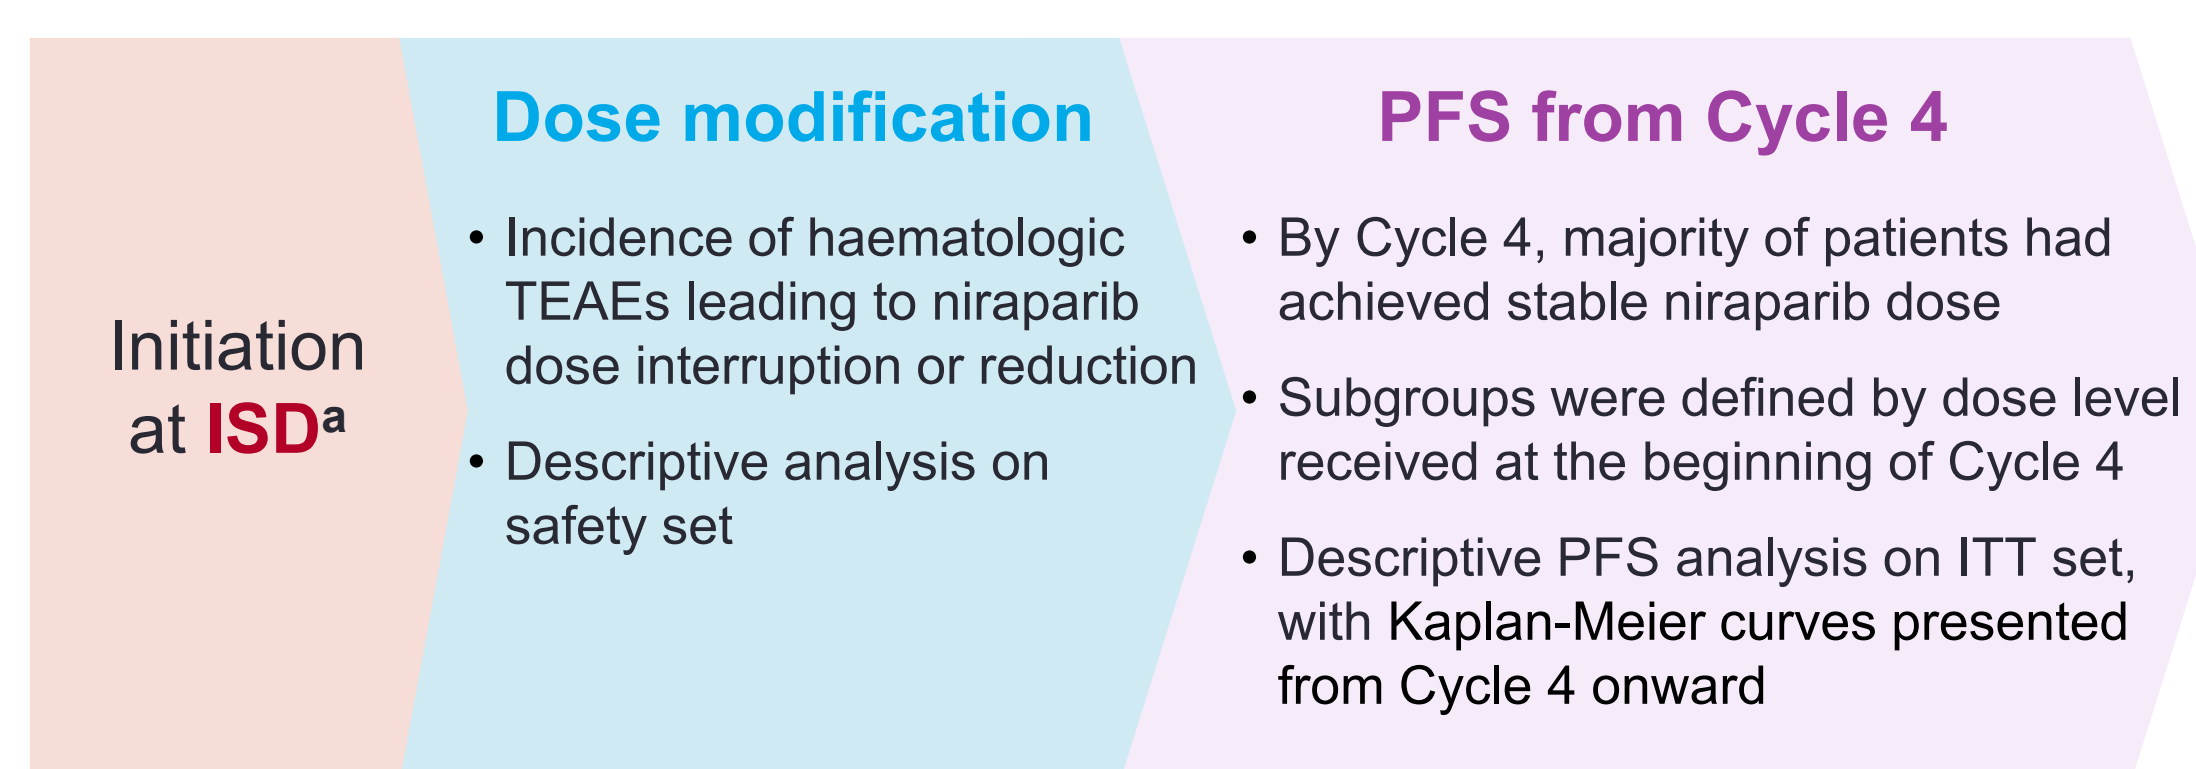 Initiation
at ISDa
Dose modification
• Incidence of haematologic
TEAEs leading to niraparib
dose interruption or reduction
• Descriptive analysis on
safety set
PFS from Cycle 4
• By Cycle 4, majority of patients had
achieved stable niraparib dose
• Subgroups were defined by dose level
received at the beginning of Cycle 4
• Descriptive PFS analysis on ITT set,
with Kaplan-Meier curves presented
from Cycle 4 onward